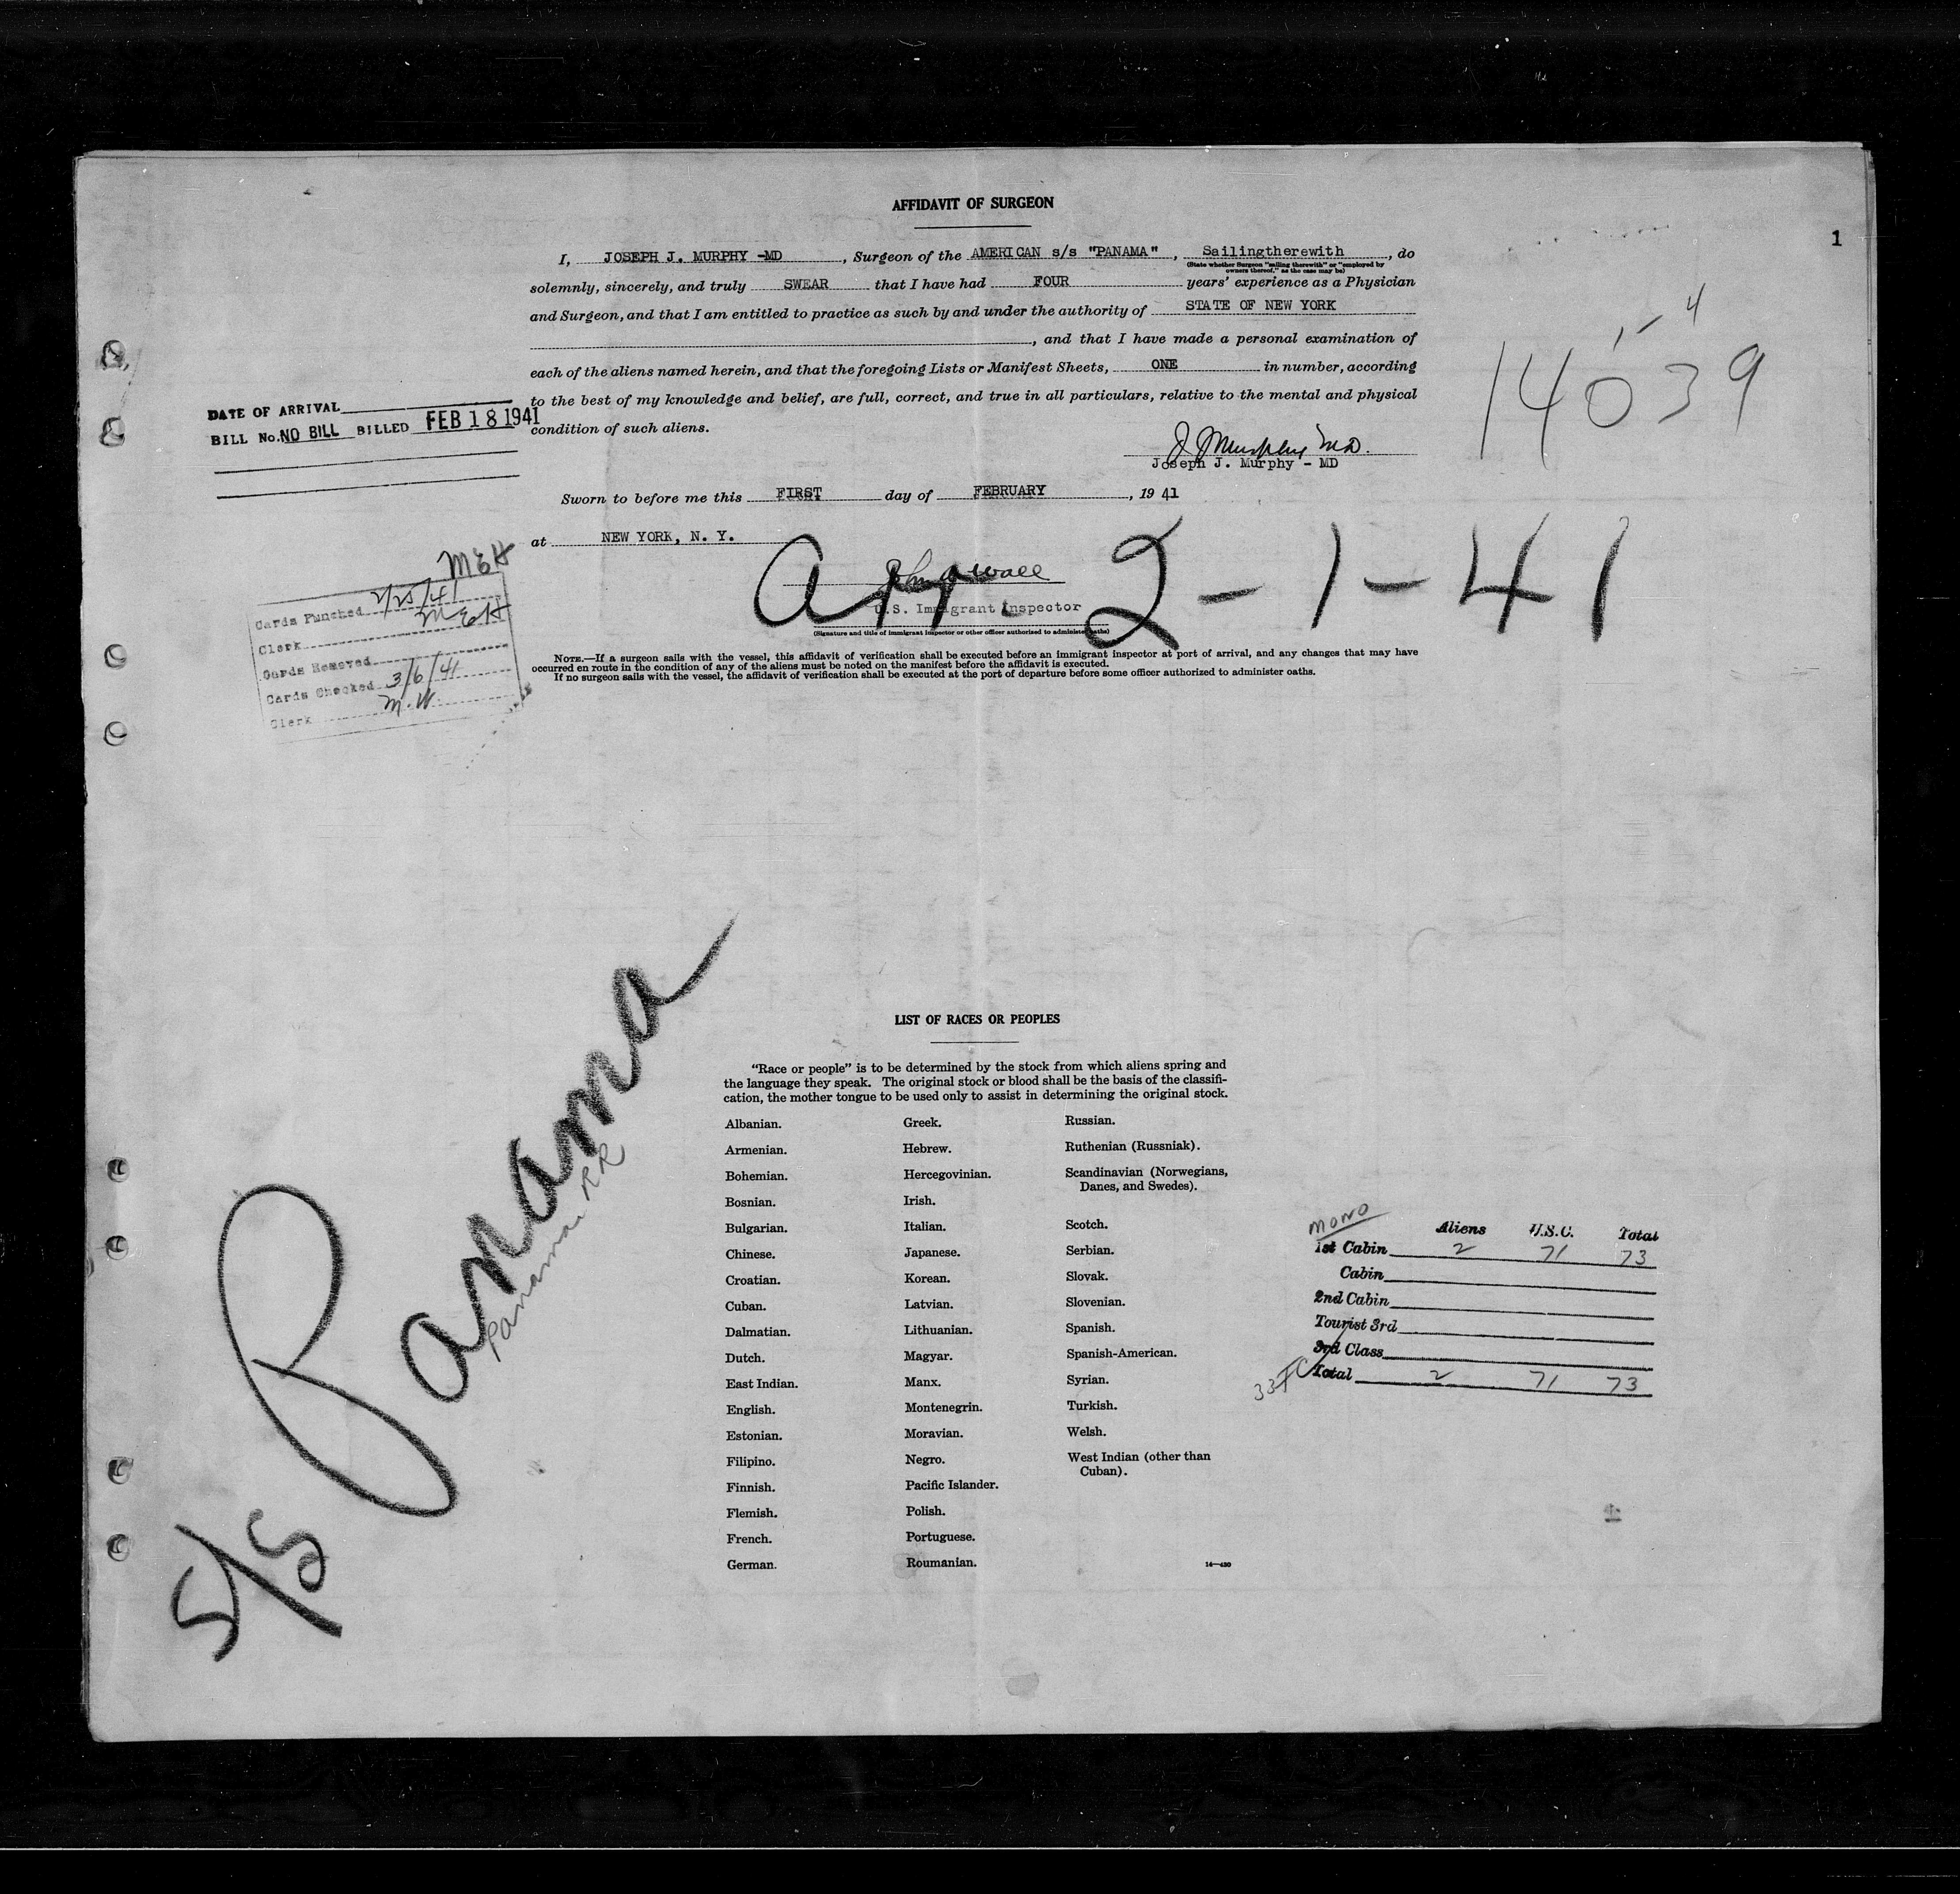 AFFIDAVIT OF SURGEON
1
I, JOSEPH J. MURPHY -MD, Surgeon of the AMERICAN s/s "PANAMA", Sailingtherewith, do
(State whether Surgeon "sailing therewith" or "employed by
owners thereof," as the case may be)
solemnly, sincerely, and truly SWEAR that I have had FOUR years' experience as a Physician
and Surgeon, and that I am entitled to practice as such by and under the authority of STATE OF NEW YORK
, and that I have made a personal examination of
each of the aliens named herein, and that the foregoing Lists or Manifest Sheets, ONE in number, according
to the best of my knowledge and belief, are full, correct, and true in all particulars, relative to the mental and physical
condition of such aliens.
4
14039
DATE OF ARRIVAL
BILL No. NO BILL BILLED FEB 18 1941
J J Murphy MD.
Joseph J. Murphy - MD
Sworn to before me this FIRST day of FEBRUARY, 19 41
at NEW YORK, N. Y.
Arr. 2-1-41
U.S. Immigrant Inspector
(Signature and title of immigrant inspector or other officer authorized to administer oaths)
NOTE.—If a surgeon sails with the vessel, this affidavit of verification shall be executed before an immigrant inspector at port of arrival, and any changes that may have
occurred en route in the condition of any of the aliens must be noted on the manifest before the affidavit is executed.
If no surgeon sails with the vessel, the affidavit of verification shall be executed at the port of departure before some officer authorized to administer oaths.
MEH
Cards Punched 2/25/41
Clerk MEH
Cards Removed
Cards Checked 3/6/41
Clerk M.W.
S/S Panama
Panama RR
LIST OF RACES OR PEOPLES
"Race or people" is to be determined by the stock from which aliens spring and
the language they speak. The original stock or blood shall be the basis of the classifi-
cation, the mother tongue to be used only to assist in determining the original stock.
Albanian.
Armenian.
Bohemian.
Bosnian.
Bulgarian.
Chinese.
Croatian.
Cuban.
Dalmatian.
Dutch.
East Indian.
English.
Estonian.
Filipino.
Finnish.
Flemish.
French.
German.
Greek.
Hebrew.
Hercegovinian.
Irish.
Italian.
Japanese.
Korean.
Latvian.
Lithuanian.
Magyar.
Manx.
Montenegrin.
Moravian.
Negro.
Pacific Islander.
Polish.
Portuguese.
Roumanian.
Russian.
Ruthenian (Russniak).
Scandinavian (Norwegians,
Danes, and Swedes).
Scotch.
Serbian.
Slovak.
Slovenian.
Spanish.
Spanish-American.
Syrian.
Turkish.
Welsh.
West Indian (other than
Cuban).
14—430
mono
Aliens U.S.C. Total
1st Cabin 2 71 73
Cabin
2nd Cabin
Tourist 3rd
3rd Class
Total 2 71 73